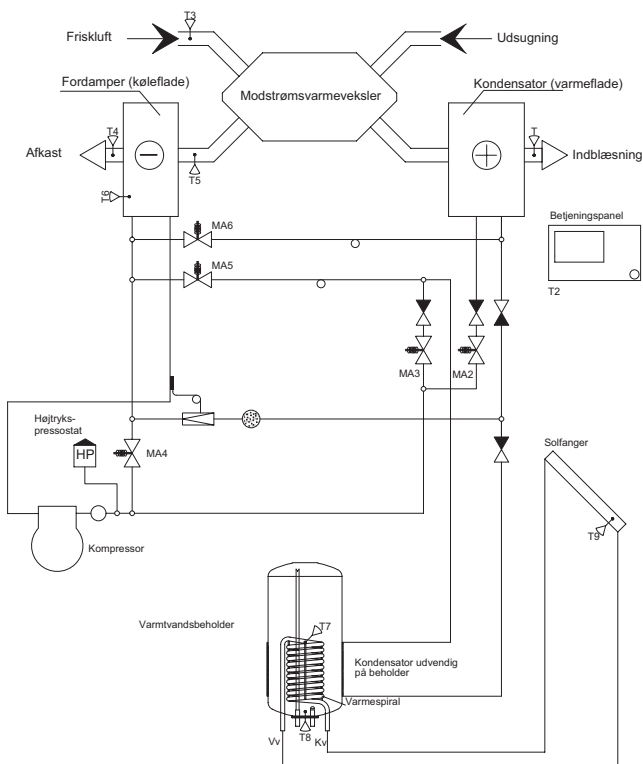 T3
Friskluft
Udsugning
Fordamper (køleflade)
Modstrømsvarmeveksler
Kondensator (varmeflade)
T4
Afkast
T5
T
Indblæsning
T6
MA6
Betjeningspanel
MA5
T2
MA3
MA2
Højtryks-
pressostat
HP
MA4
Solfanger
T9
Kompressor
T7
Varmtvandsbeholder
Kondensator udvendig
på beholder
Varmespiral
T8
Vv
Kv